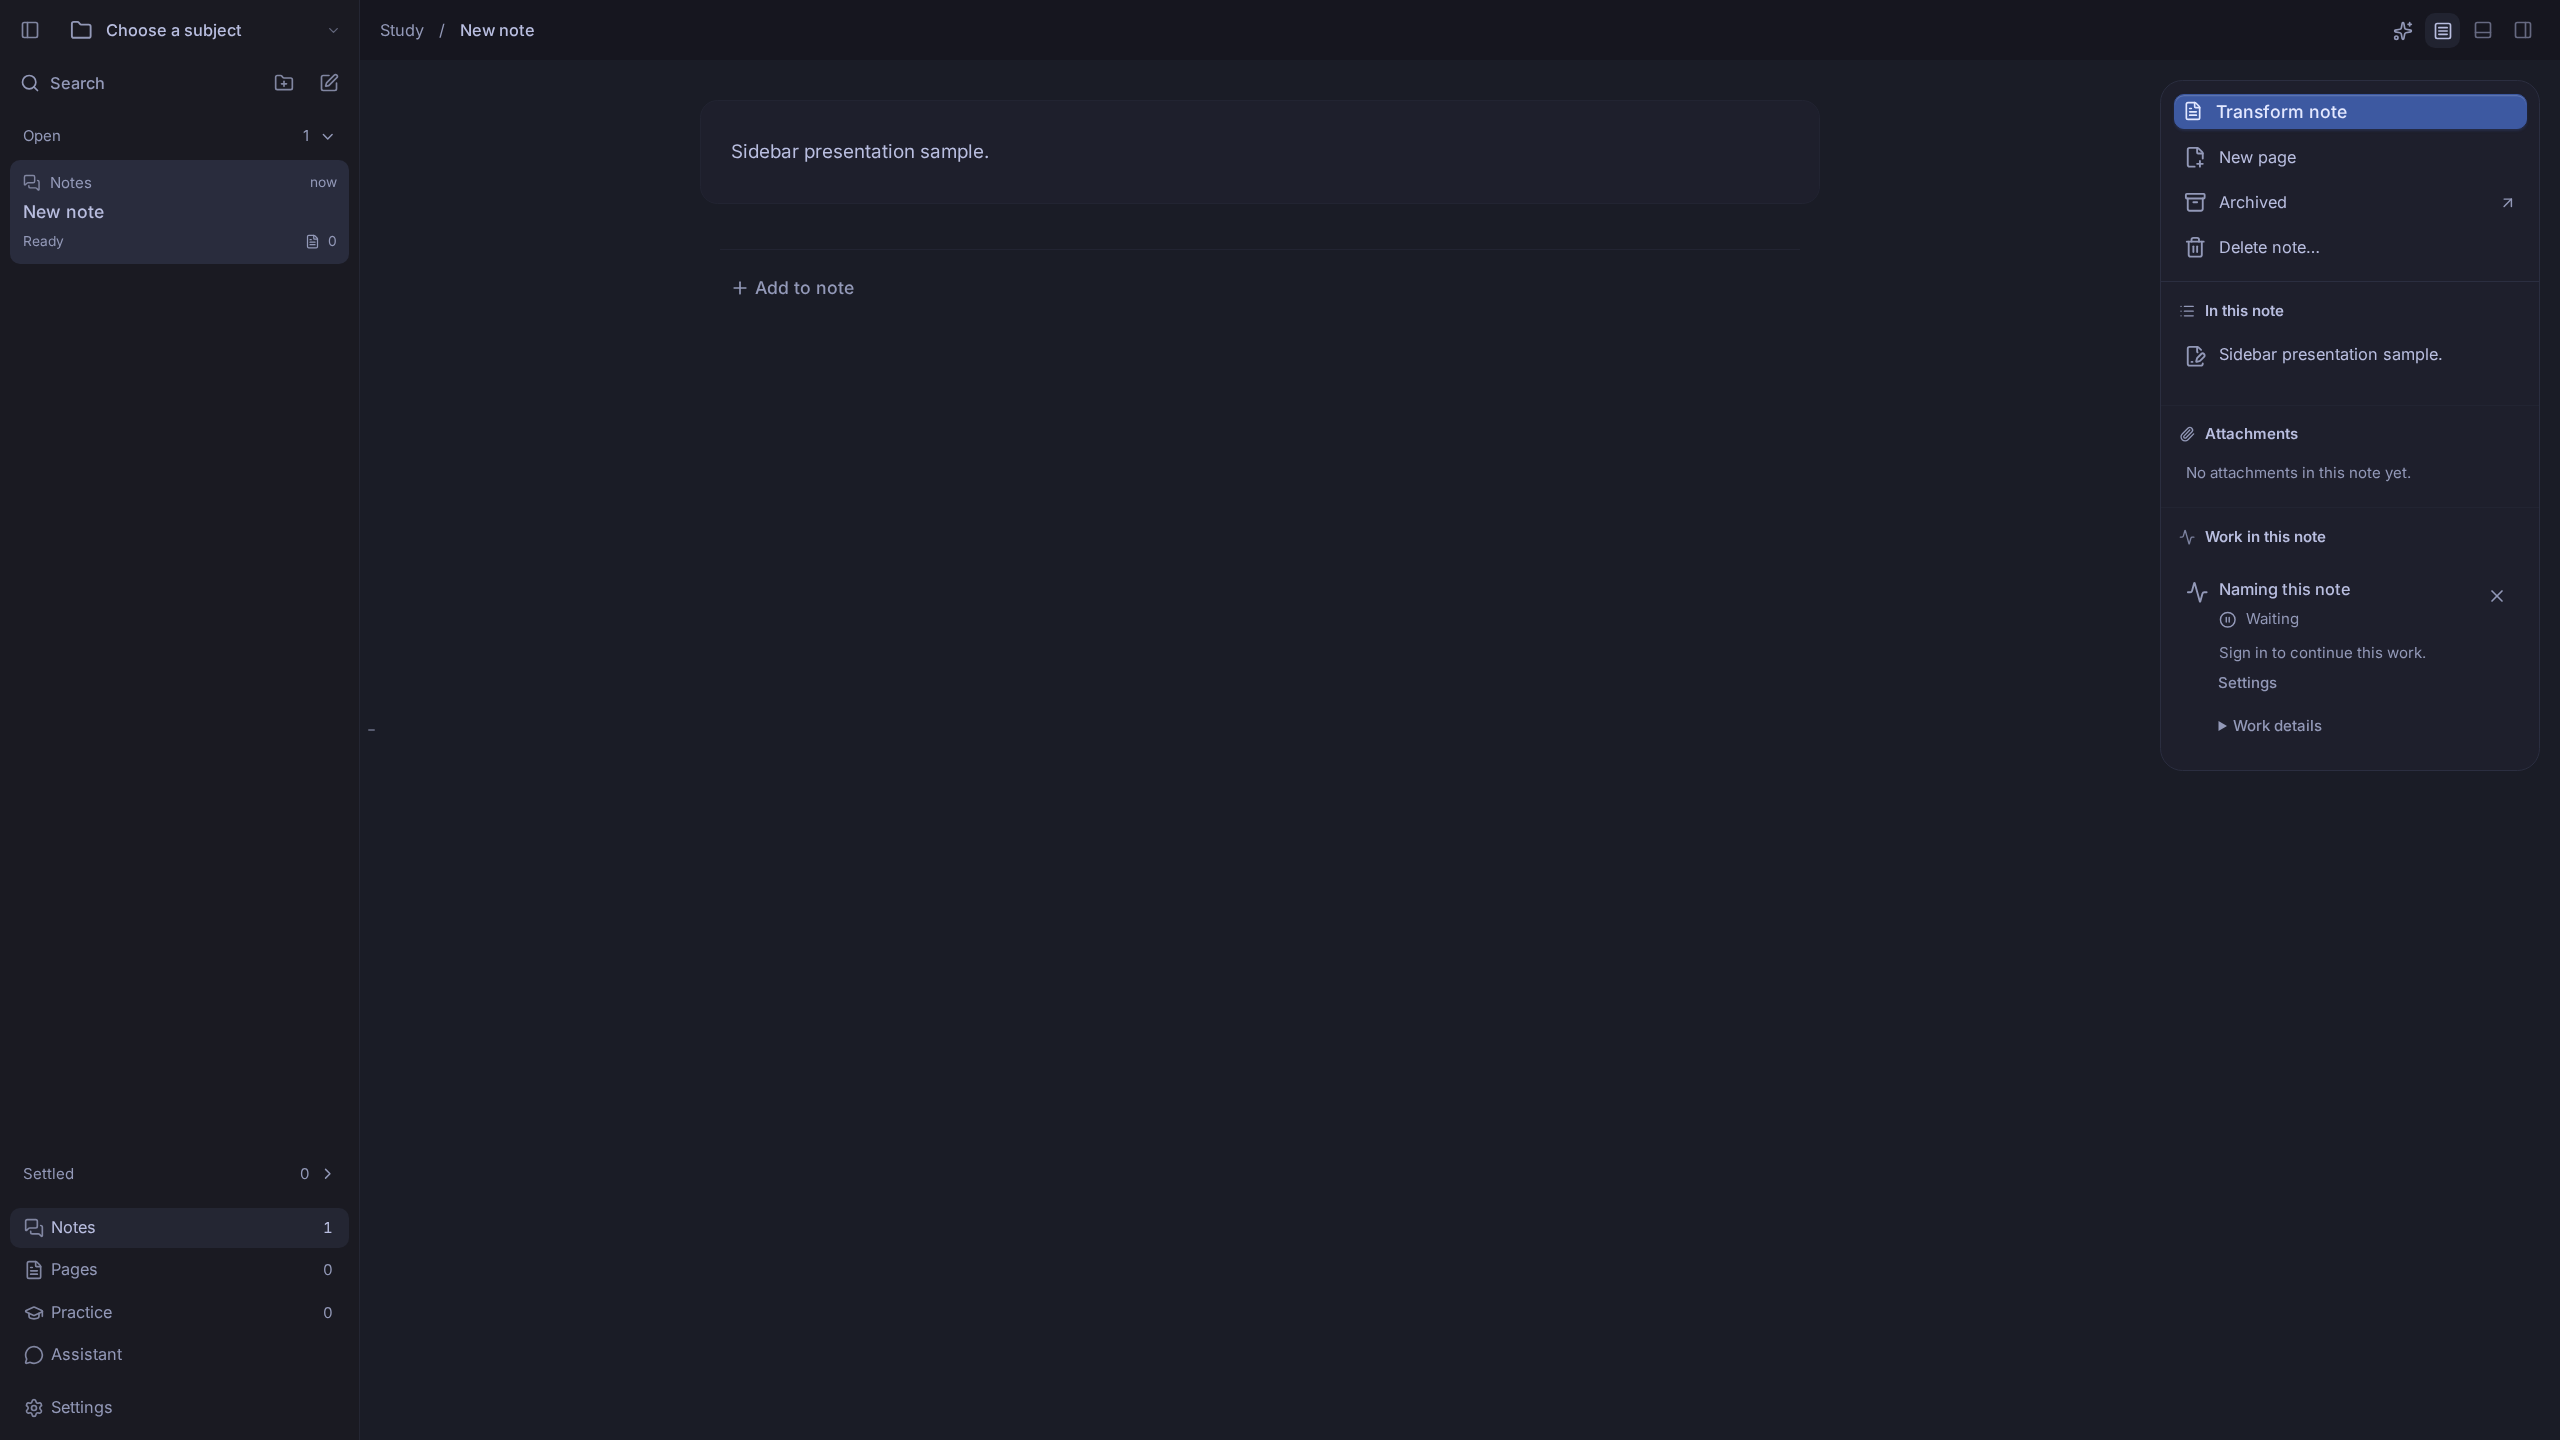 Choose a subject
Search
Open 1
Notes now
New note
Ready 0
Settled 0
Notes 1
Pages 0
Practice 0
Assistant
Settings
Study / New note
Sidebar presentation sample.
Add to note
Transform note
New page
Archived
Delete note...
In this note
Sidebar presentation sample.
Attachments
No attachments in this note yet.
Work in this note
Naming this note
Waiting
Sign in to continue this work.
Settings
Work details